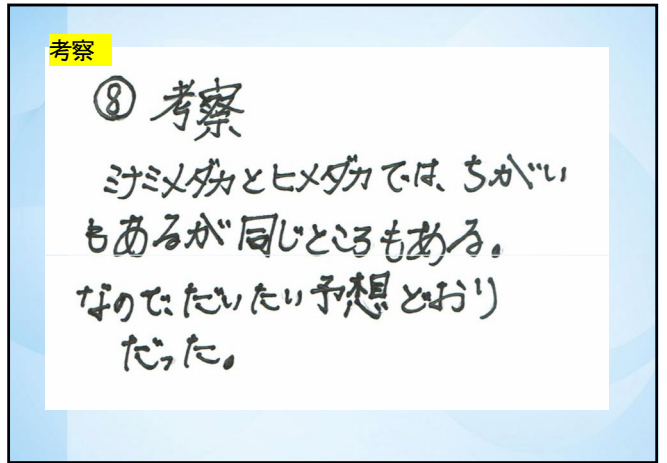 考察
⑧ 考察
ミナミメダカとヒメダカでは、ちがい
もあるが同じところもある。
なので、だいたい予想どおり
だった。